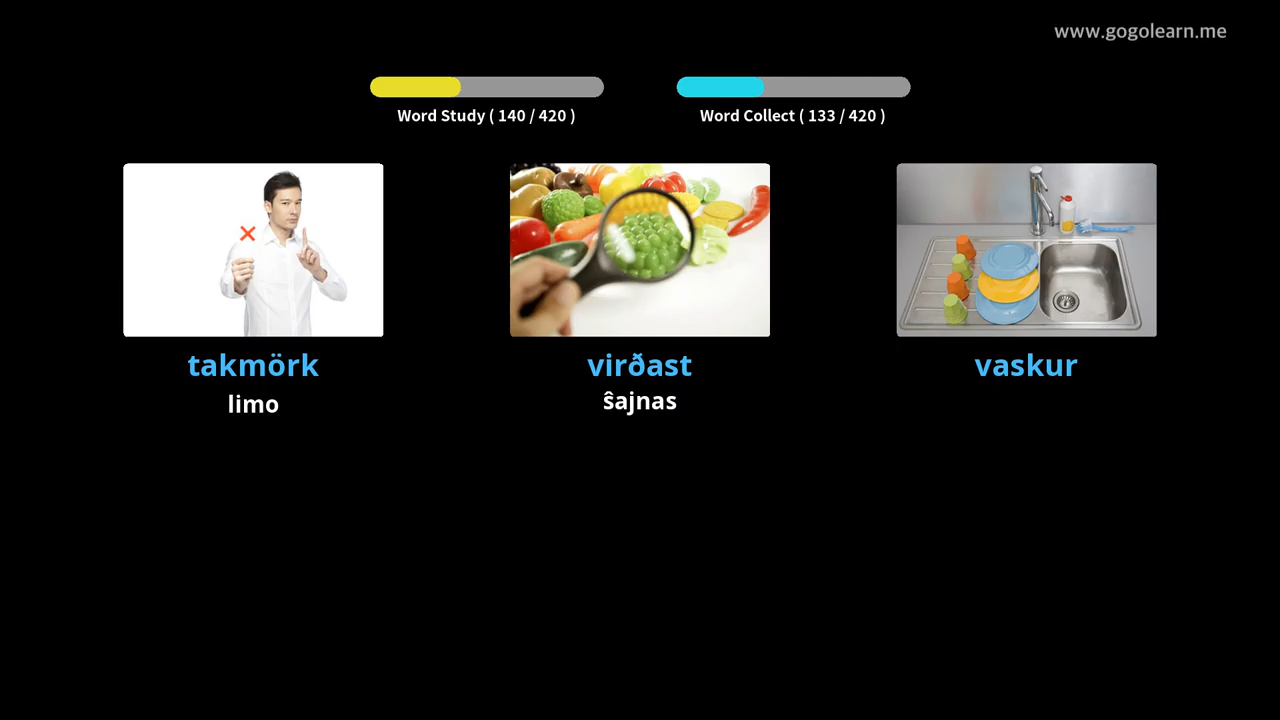 www.gogolearn.me
Word Study ( 140 / 420 )
Word Collect ( 133 / 420 )
takmörk
limo
virðast
ŝajnas
vaskur